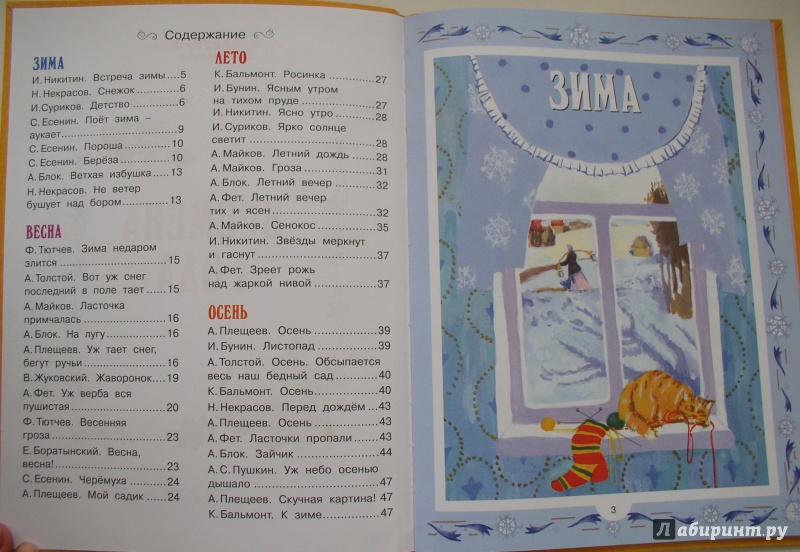 Содержание
ЗИМА
И. Никитин. Встреча зимы....5
Н. Некрасов. Снежок ............6
И. Суриков. Детство ..............6
С. Есенин. Поёт зима –
аукает...................................9
С. Есенин. Пороша ..............10
С. Есенин. Берёза ................10
А. Блок. Ветхая избушка ......13
Н. Некрасов. Не ветер
бушует над бором...............13
ВЕСНА
Ф. Тютчев. Зима недаром
злится ................................15
А. Толстой. Вот уж снег
последний в поле тает ......15
А. Майков. Ласточка
примчалась ........................16
А. Блок. На лугу ...................16
А. Плещеев. Уж тает снег,
бегут ручьи ........................16
В. Жуковский. Жаворонок.....19
А. Фет. Уж верба вся
пушистая ...........................20
Ф. Тютчев. Весенняя
гроза ..................................23
Е. Боратынский. Весна,
весна!.................................23
С. Есенин. Черёмуха ...........24
А. Плещеев. Мой садик .......24
ЛЕТО
К. Бальмонт. Росинка ..........27
И. Бунин. Ясным утром
на тихом пруде ..................27
И. Никитин. Ясно утро .........28
И. Суриков. Ярко солнце
светит ................................28
А. Майков. Летний дождь ....28
А. Майков. Гроза .................31
А. Блок. Летний вечер .........32
А. Фет. Летний вечер
тих и ясен ..........................32
А. Майков. Сенокос .............35
И. Никитин. Звёзды меркнут
и гаснут .............................37
А. Фет. Зреет рожь
над жаркой нивой ..............37
ОСЕНЬ
А. Плещеев. Осень ..............39
И. Бунин. Листопад .............39
А. Толстой. Осень. Обсыпается
весь наш бедный сад .........40
К. Бальмонт. Осень ..............40
Н. Некрасов. Перед дождём ....43
А. Плещеев. Осень ..............43
А. Фет. Ласточки пропали ....43
А. Блок. Зайчик ...................44
А. С. Пушкин. Уж небо осенью
дышало ..............................47
А. Плещеев. Скучная картина! 47
К. Бальмонт. К зиме .............47
ЗИМА
3
Лабиринт.ру